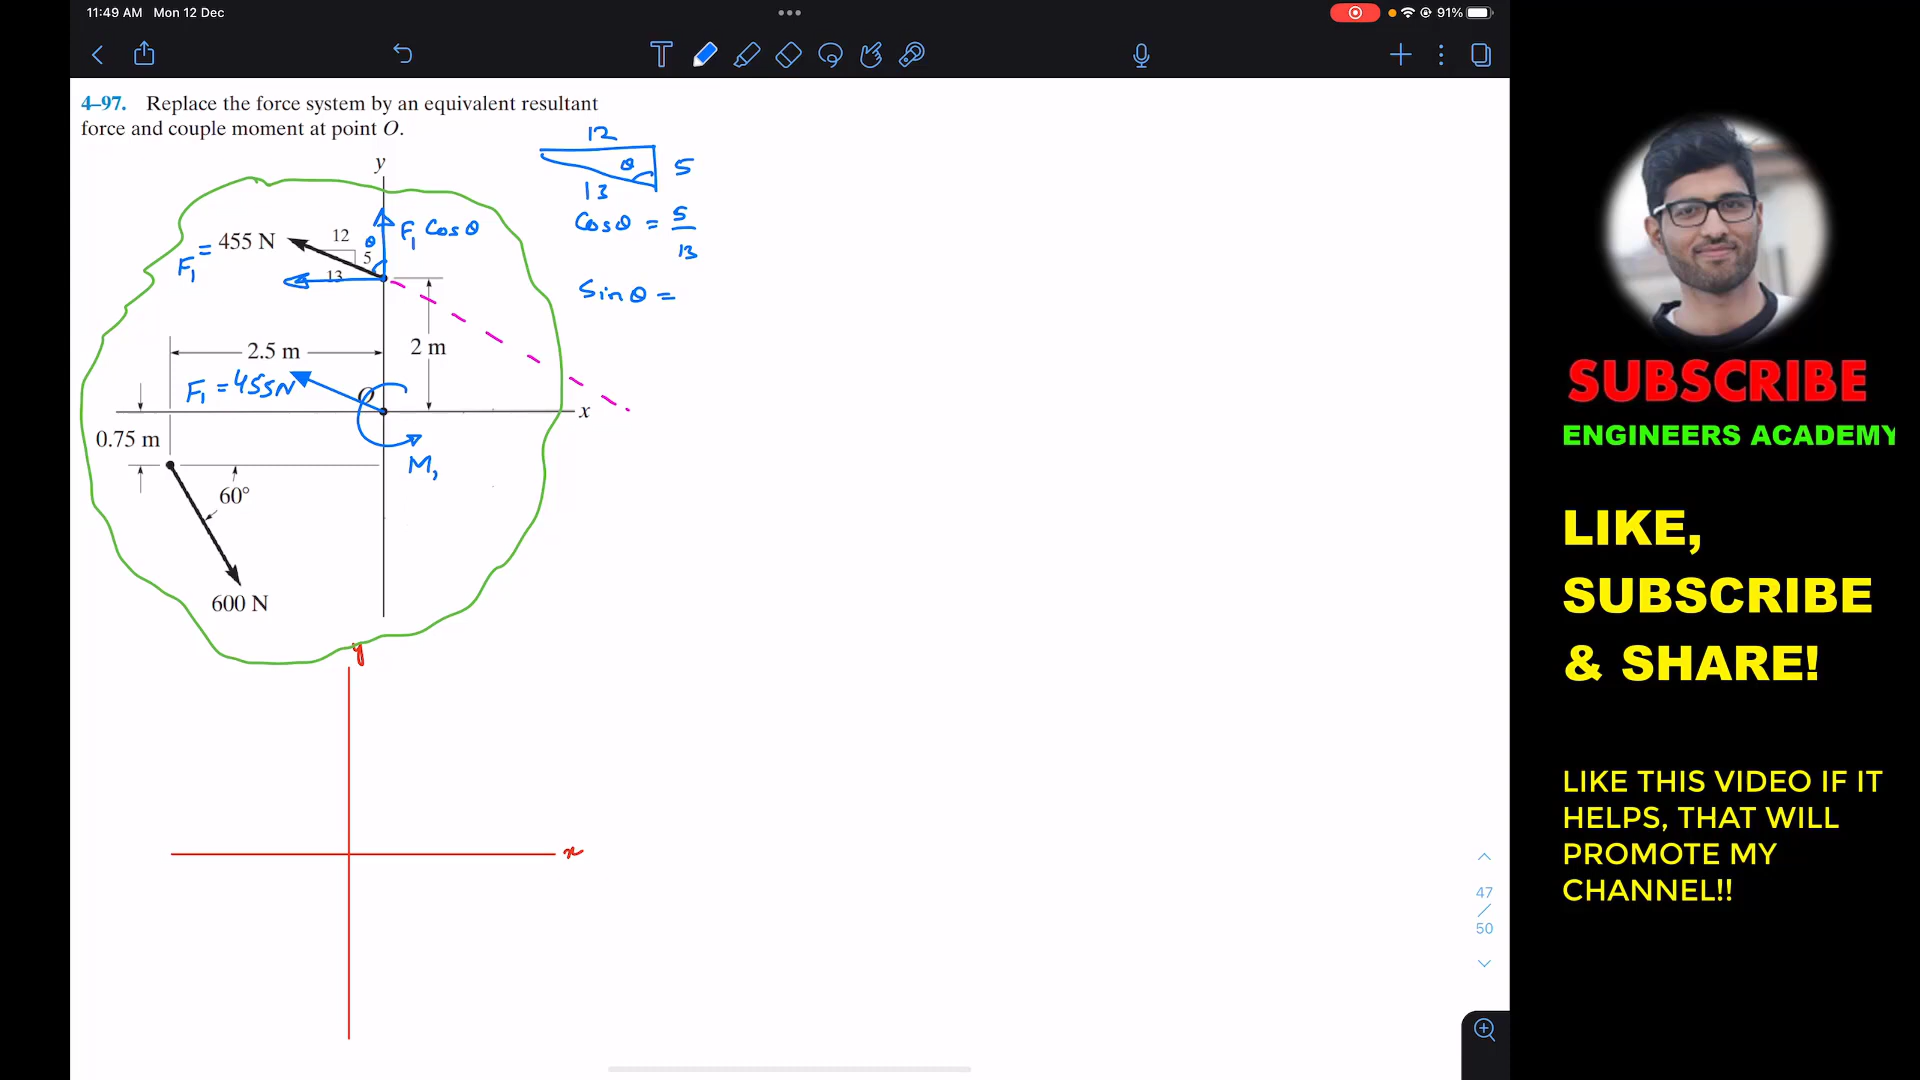 11:49 AM Mon 12 Dec
91%
4–97. Replace the force system by an equivalent resultant
force and couple moment at point O.
y
12
θ
5
13
Cosθ = 5/13
Sinθ =
F₁ = 455 N
12
5
13
θ
F₁ Cosθ
2.5 m
2 m
F₁ = 455N
O
x
0.75 m
M₁
60°
600 N
y
x
47
/
50
SUBSCRIBE
ENGINEERS ACADEMY
LIKE,
SUBSCRIBE
& SHARE!
LIKE THIS VIDEO IF IT
HELPS, THAT WILL
PROMOTE MY
CHANNEL!!